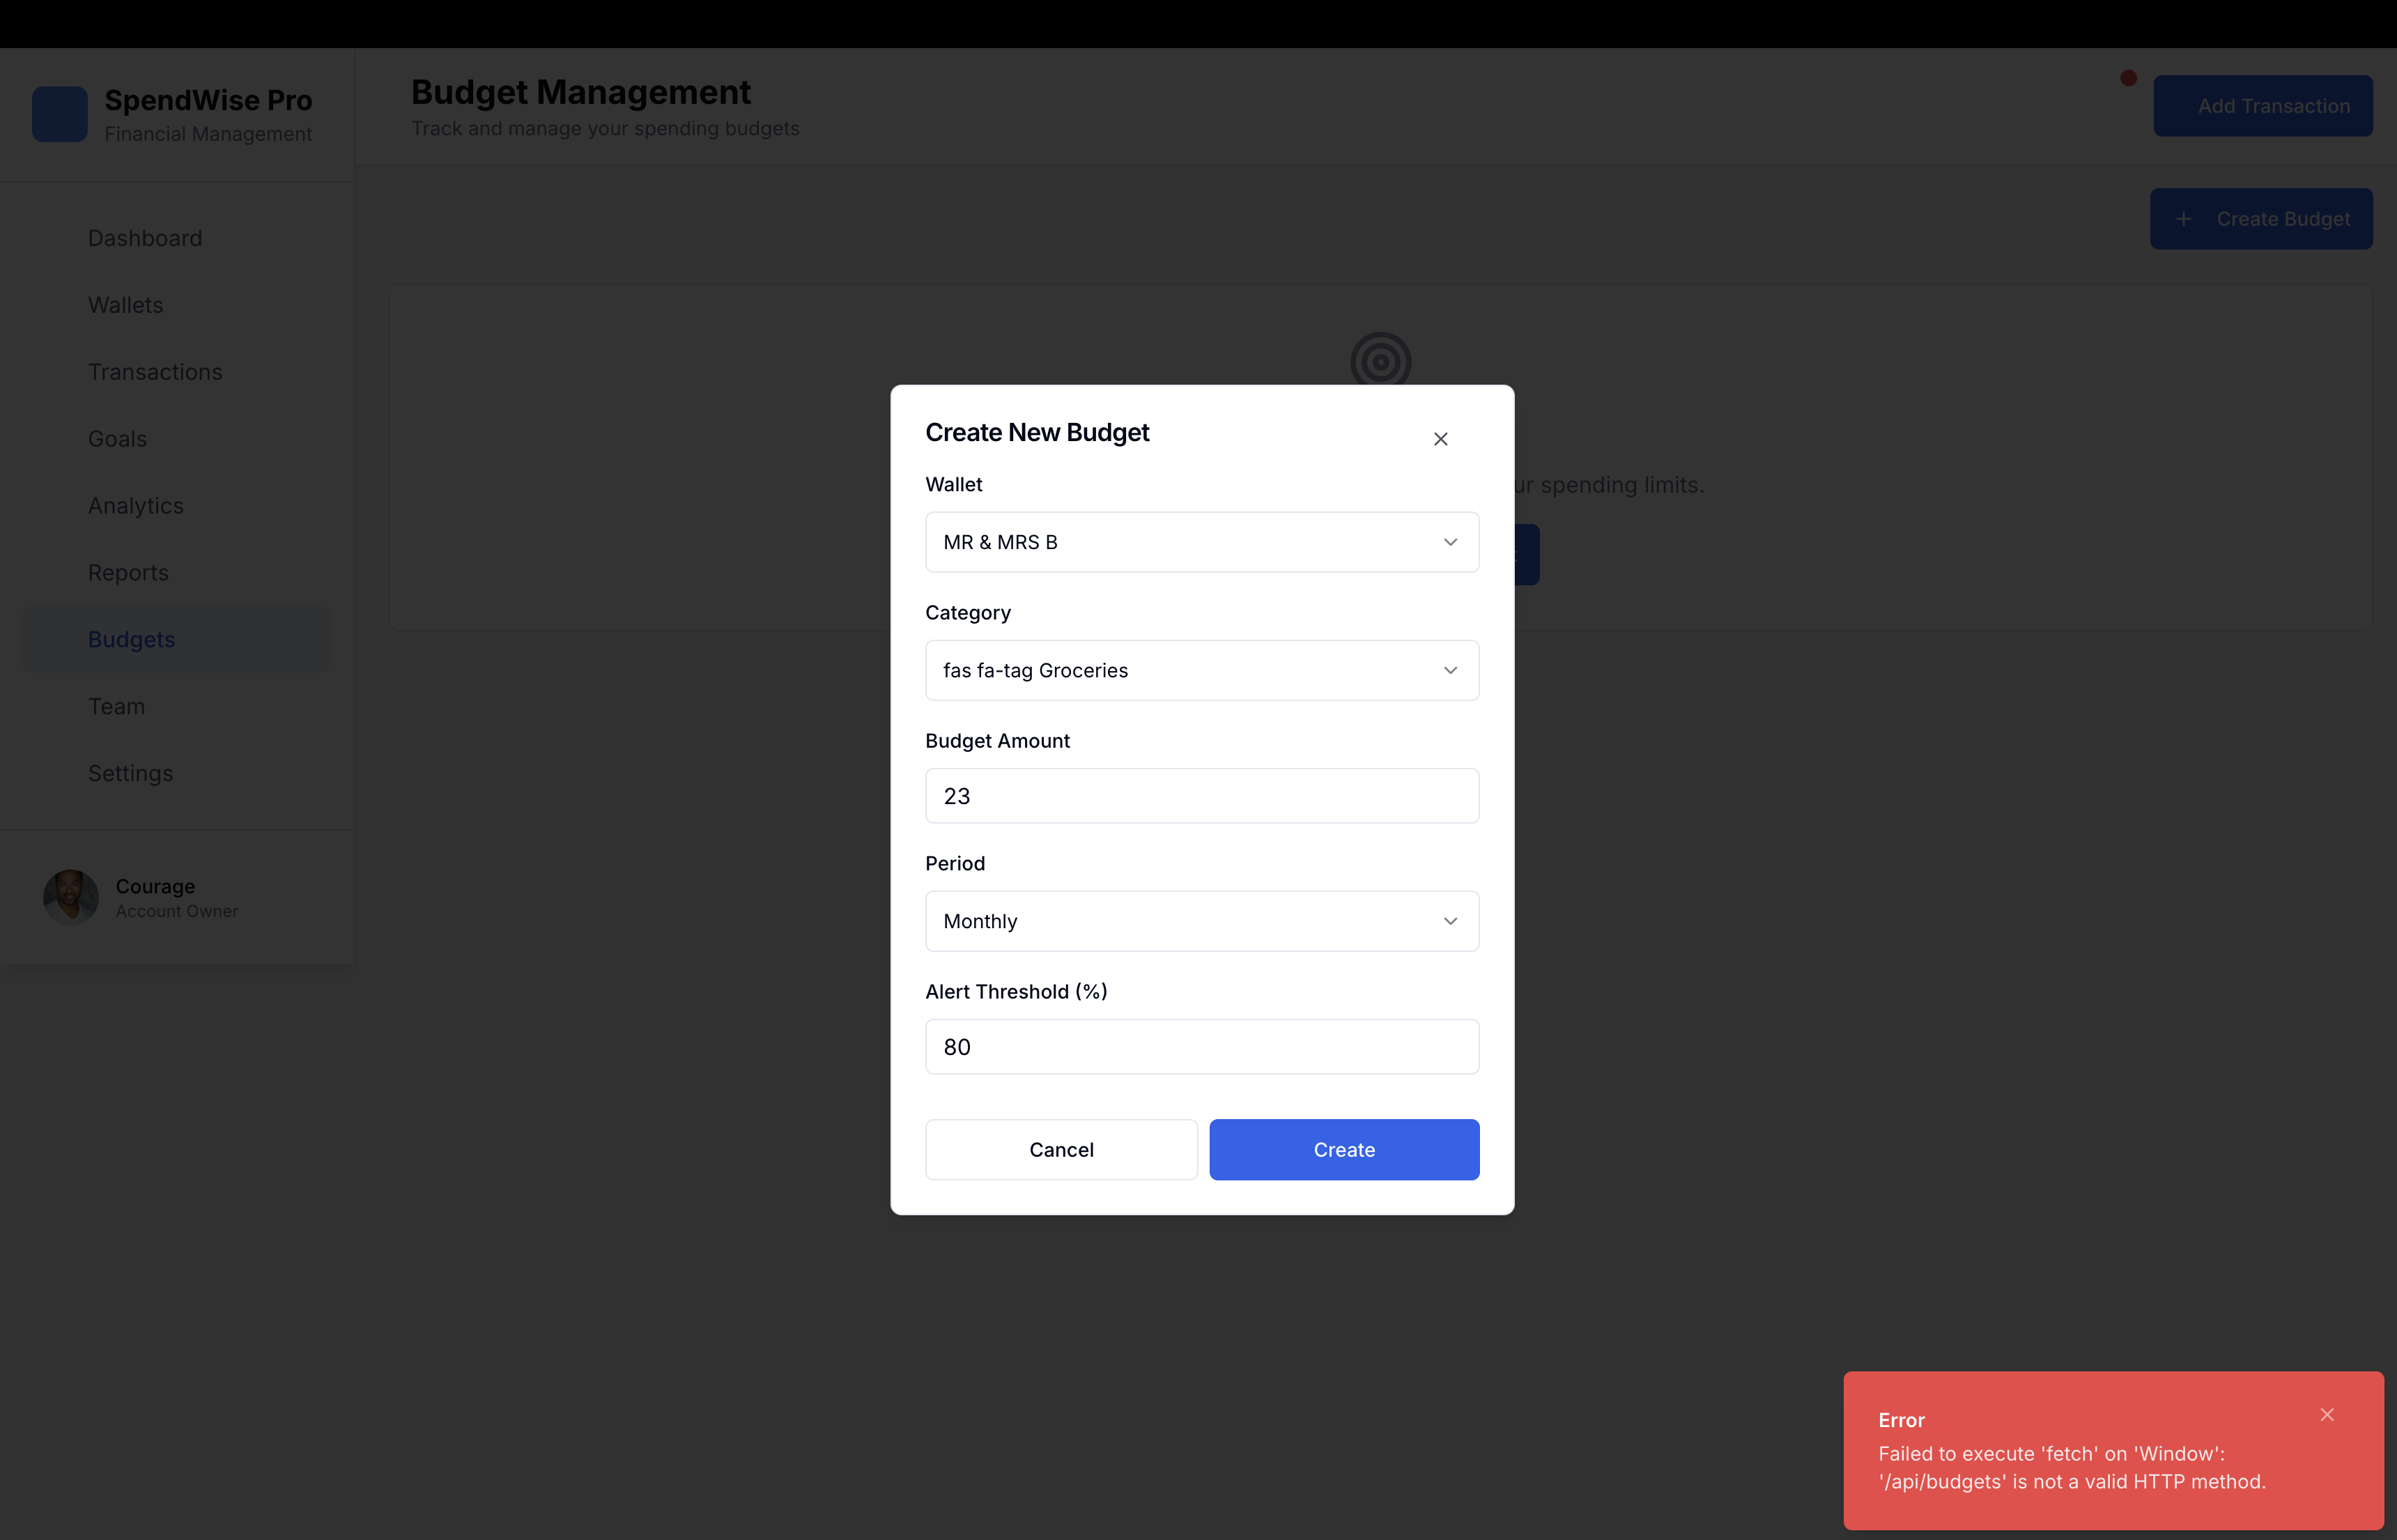 SpendWise Pro
Financial Management
Budget Management
Track and manage your spending budgets
Add Transaction
Create Budget
Dashboard
Wallets
Transactions
Goals
Analytics
Reports
Budgets
Team
Settings
Courage
Account Owner
ur spending limits.
Create New Budget
Wallet
MR & MRS B
Category
fas fa-tag Groceries
Budget Amount
23
Period
Monthly
Alert Threshold (%)
80
Cancel
Create
Error
Failed to execute 'fetch' on 'Window':
'/api/budgets' is not a valid HTTP method.